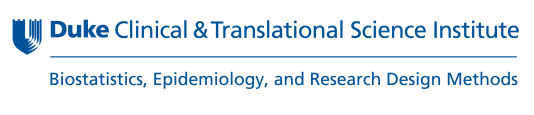 Duke Clinical & Translational Science Institute
Biostatistics, Epidemiology, and Research Design Methods